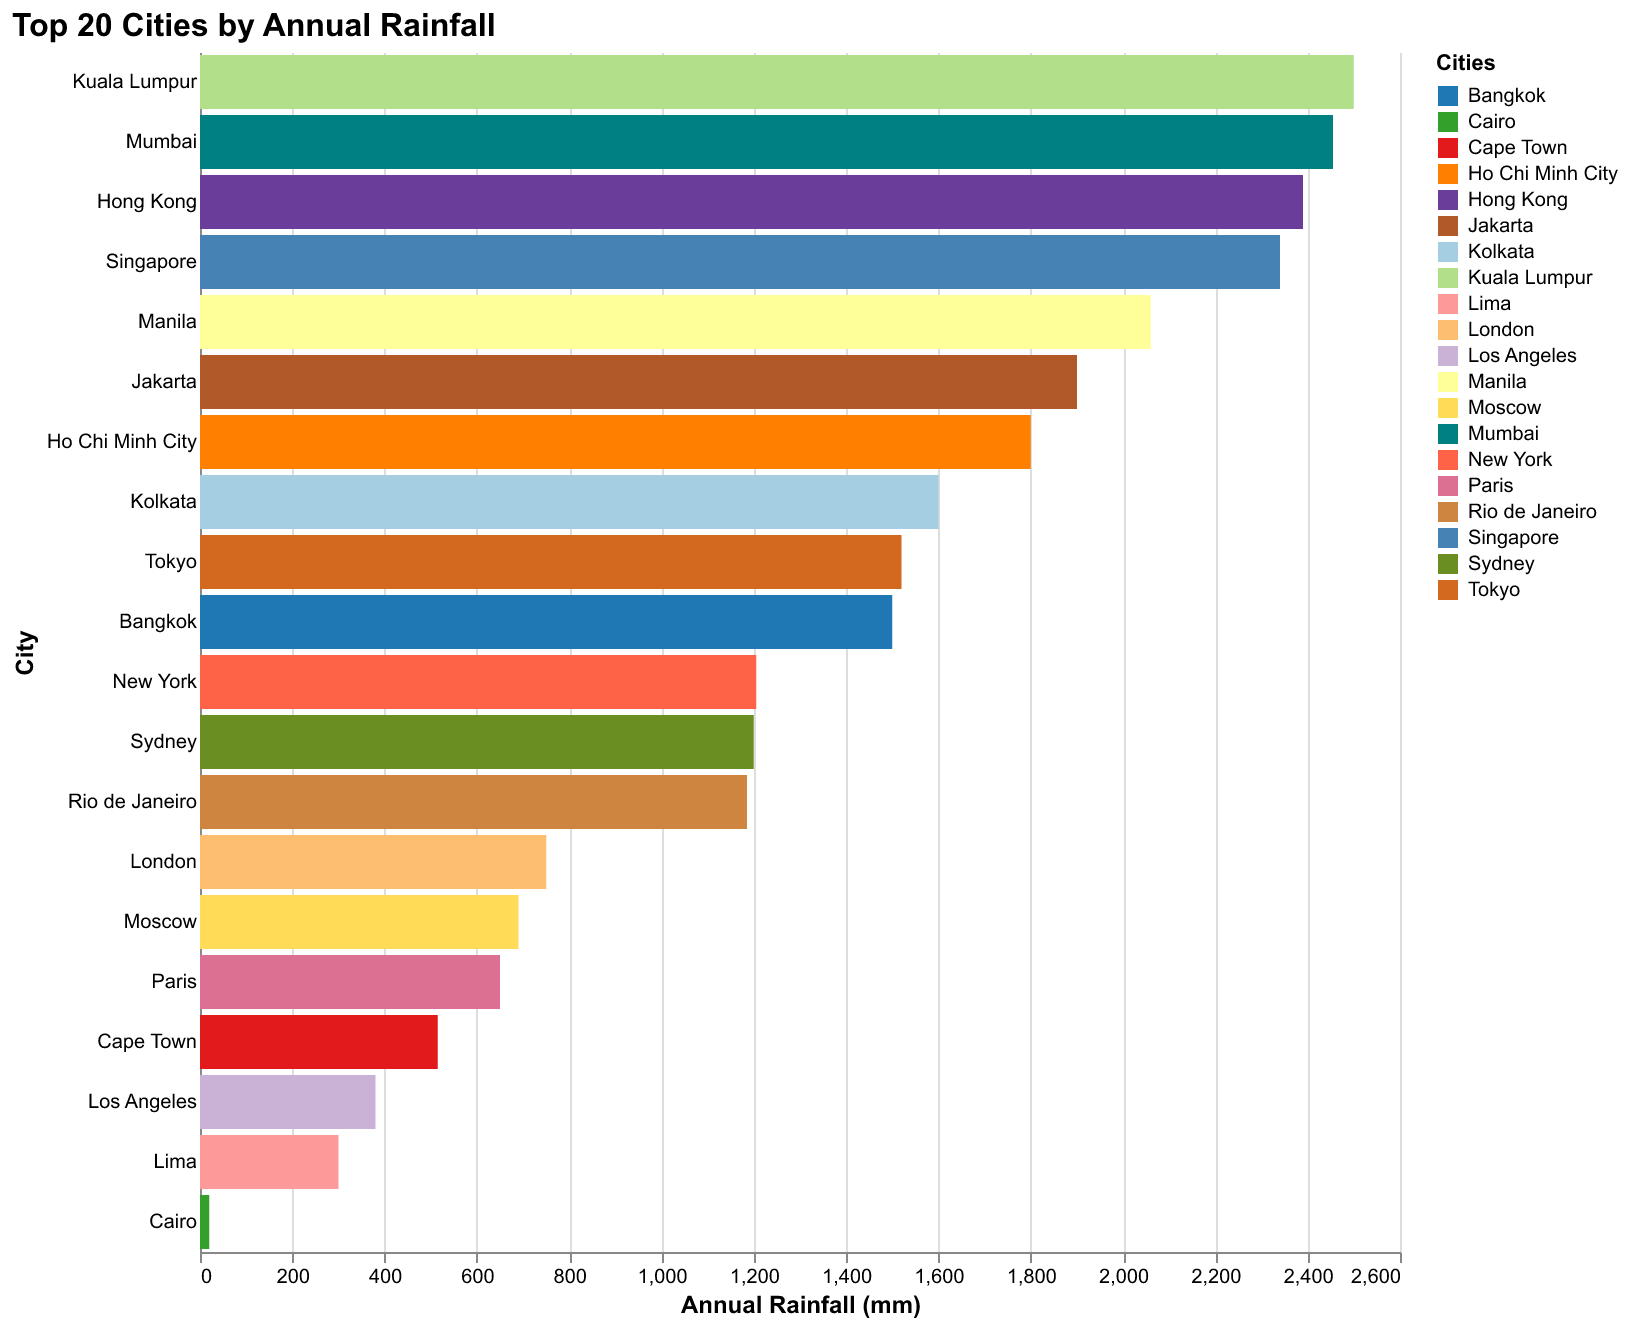 Top 20 Cities by Annual Rainfall
City
Kuala Lumpur
Mumbai
Hong Kong
Singapore
Manila
Jakarta
Ho Chi Minh City
Kolkata
Tokyo
Bangkok
New York
Sydney
Rio de Janeiro
London
Moscow
Paris
Cape Town
Los Angeles
Lima
Cairo
0 200 400 600 800 1,000 1,200 1,400 1,600 1,800 2,000 2,200 2,400 2,600
Annual Rainfall (mm)
Cities
Bangkok
Cairo
Cape Town
Ho Chi Minh City
Hong Kong
Jakarta
Kolkata
Kuala Lumpur
Lima
London
Los Angeles
Manila
Moscow
Mumbai
New York
Paris
Rio de Janeiro
Singapore
Sydney
Tokyo